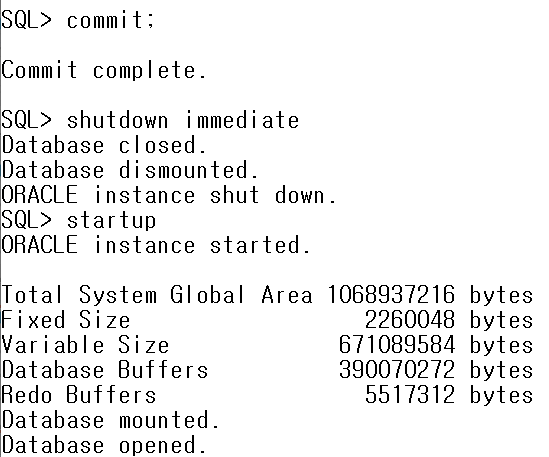 SQL> commit;
Commit complete.
SQL> shutdown immediate
Database closed.
Database dismounted.
ORACLE instance shut down.
SQL> startup
ORACLE instance started.
Total System Global Area 1068937216 bytes
Fixed Size 2260048 bytes
Variable Size 671089584 bytes
Database Buffers 390070272 bytes
Redo Buffers 5517312 bytes
Database mounted.
Database opened.